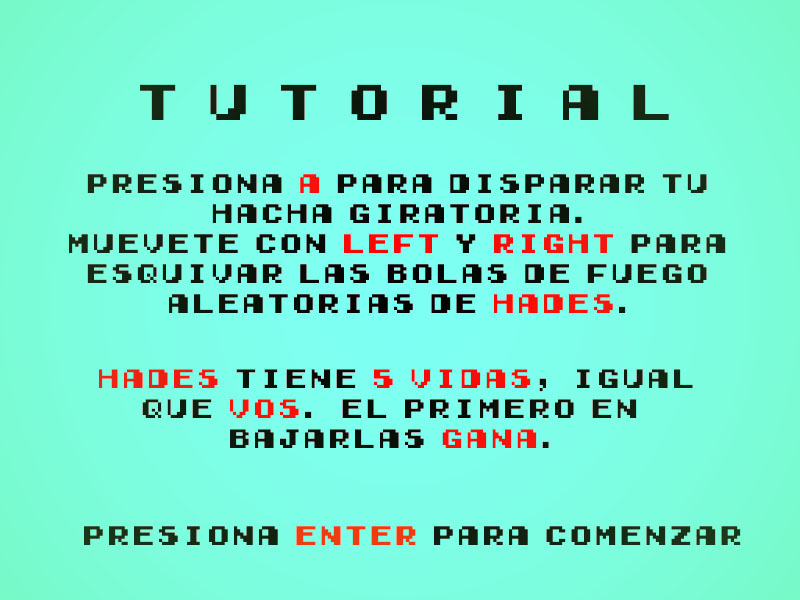 TUTORIAL
PRESIONA A PARA DISPARAR TU
HACHA GIRATORIA.
MUEVETE CON LEFT Y RIGHT PARA
ESQUIVAR LAS BOLAS DE FUEGO
ALEATORIAS DE HADES.
HADES TIENE 5 VIDAS, IGUAL
QUE VOS. EL PRIMERO EN
BAJARLAS GANA.
PRESIONA ENTER PARA COMENZAR